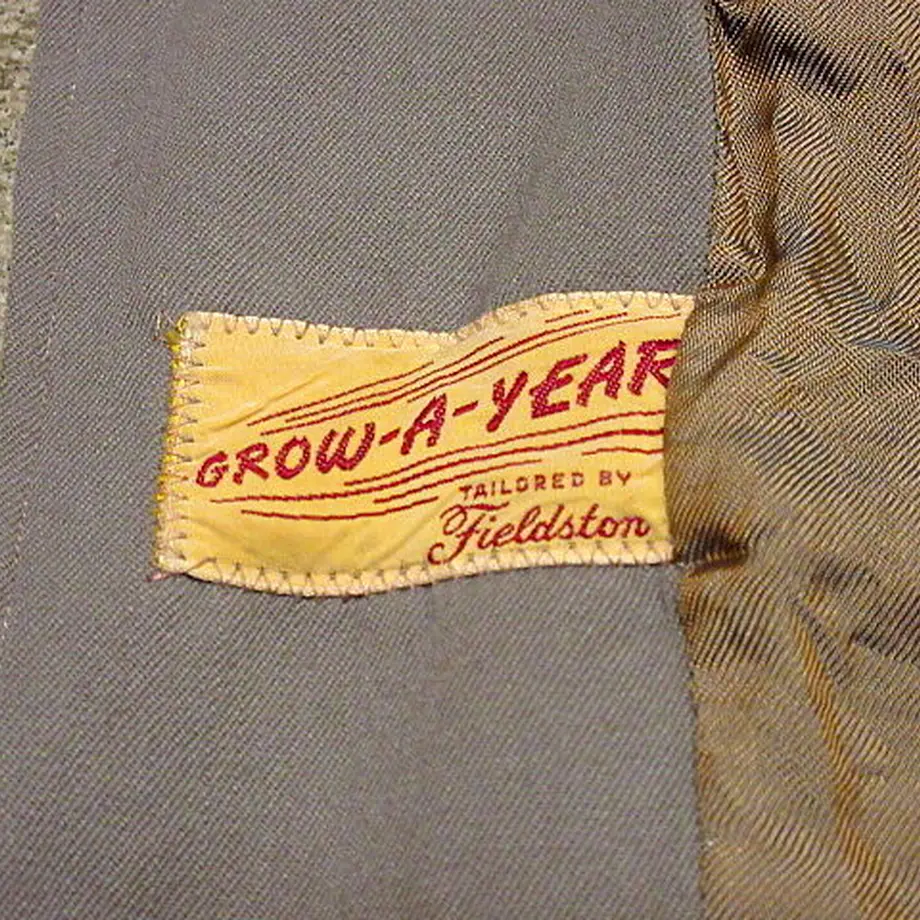 GROW-A-YEAR
TAILORED BY
Fieldston